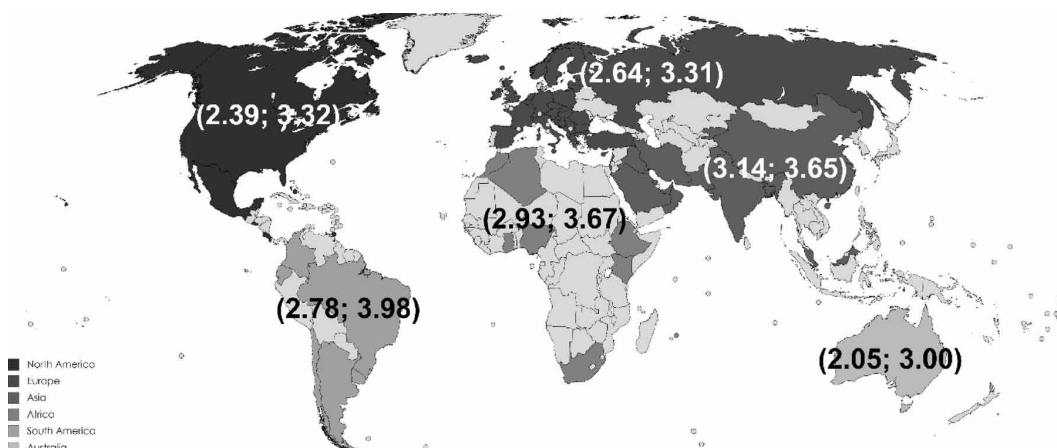 (2.64; 3.31)
(2.39; 3.32)
(3.14; 3.65)
(2.93; 3.67)
(2.78; 3.98)
(2.05; 3.00)
North America
Europe
Asia
Africa
South America
Australia